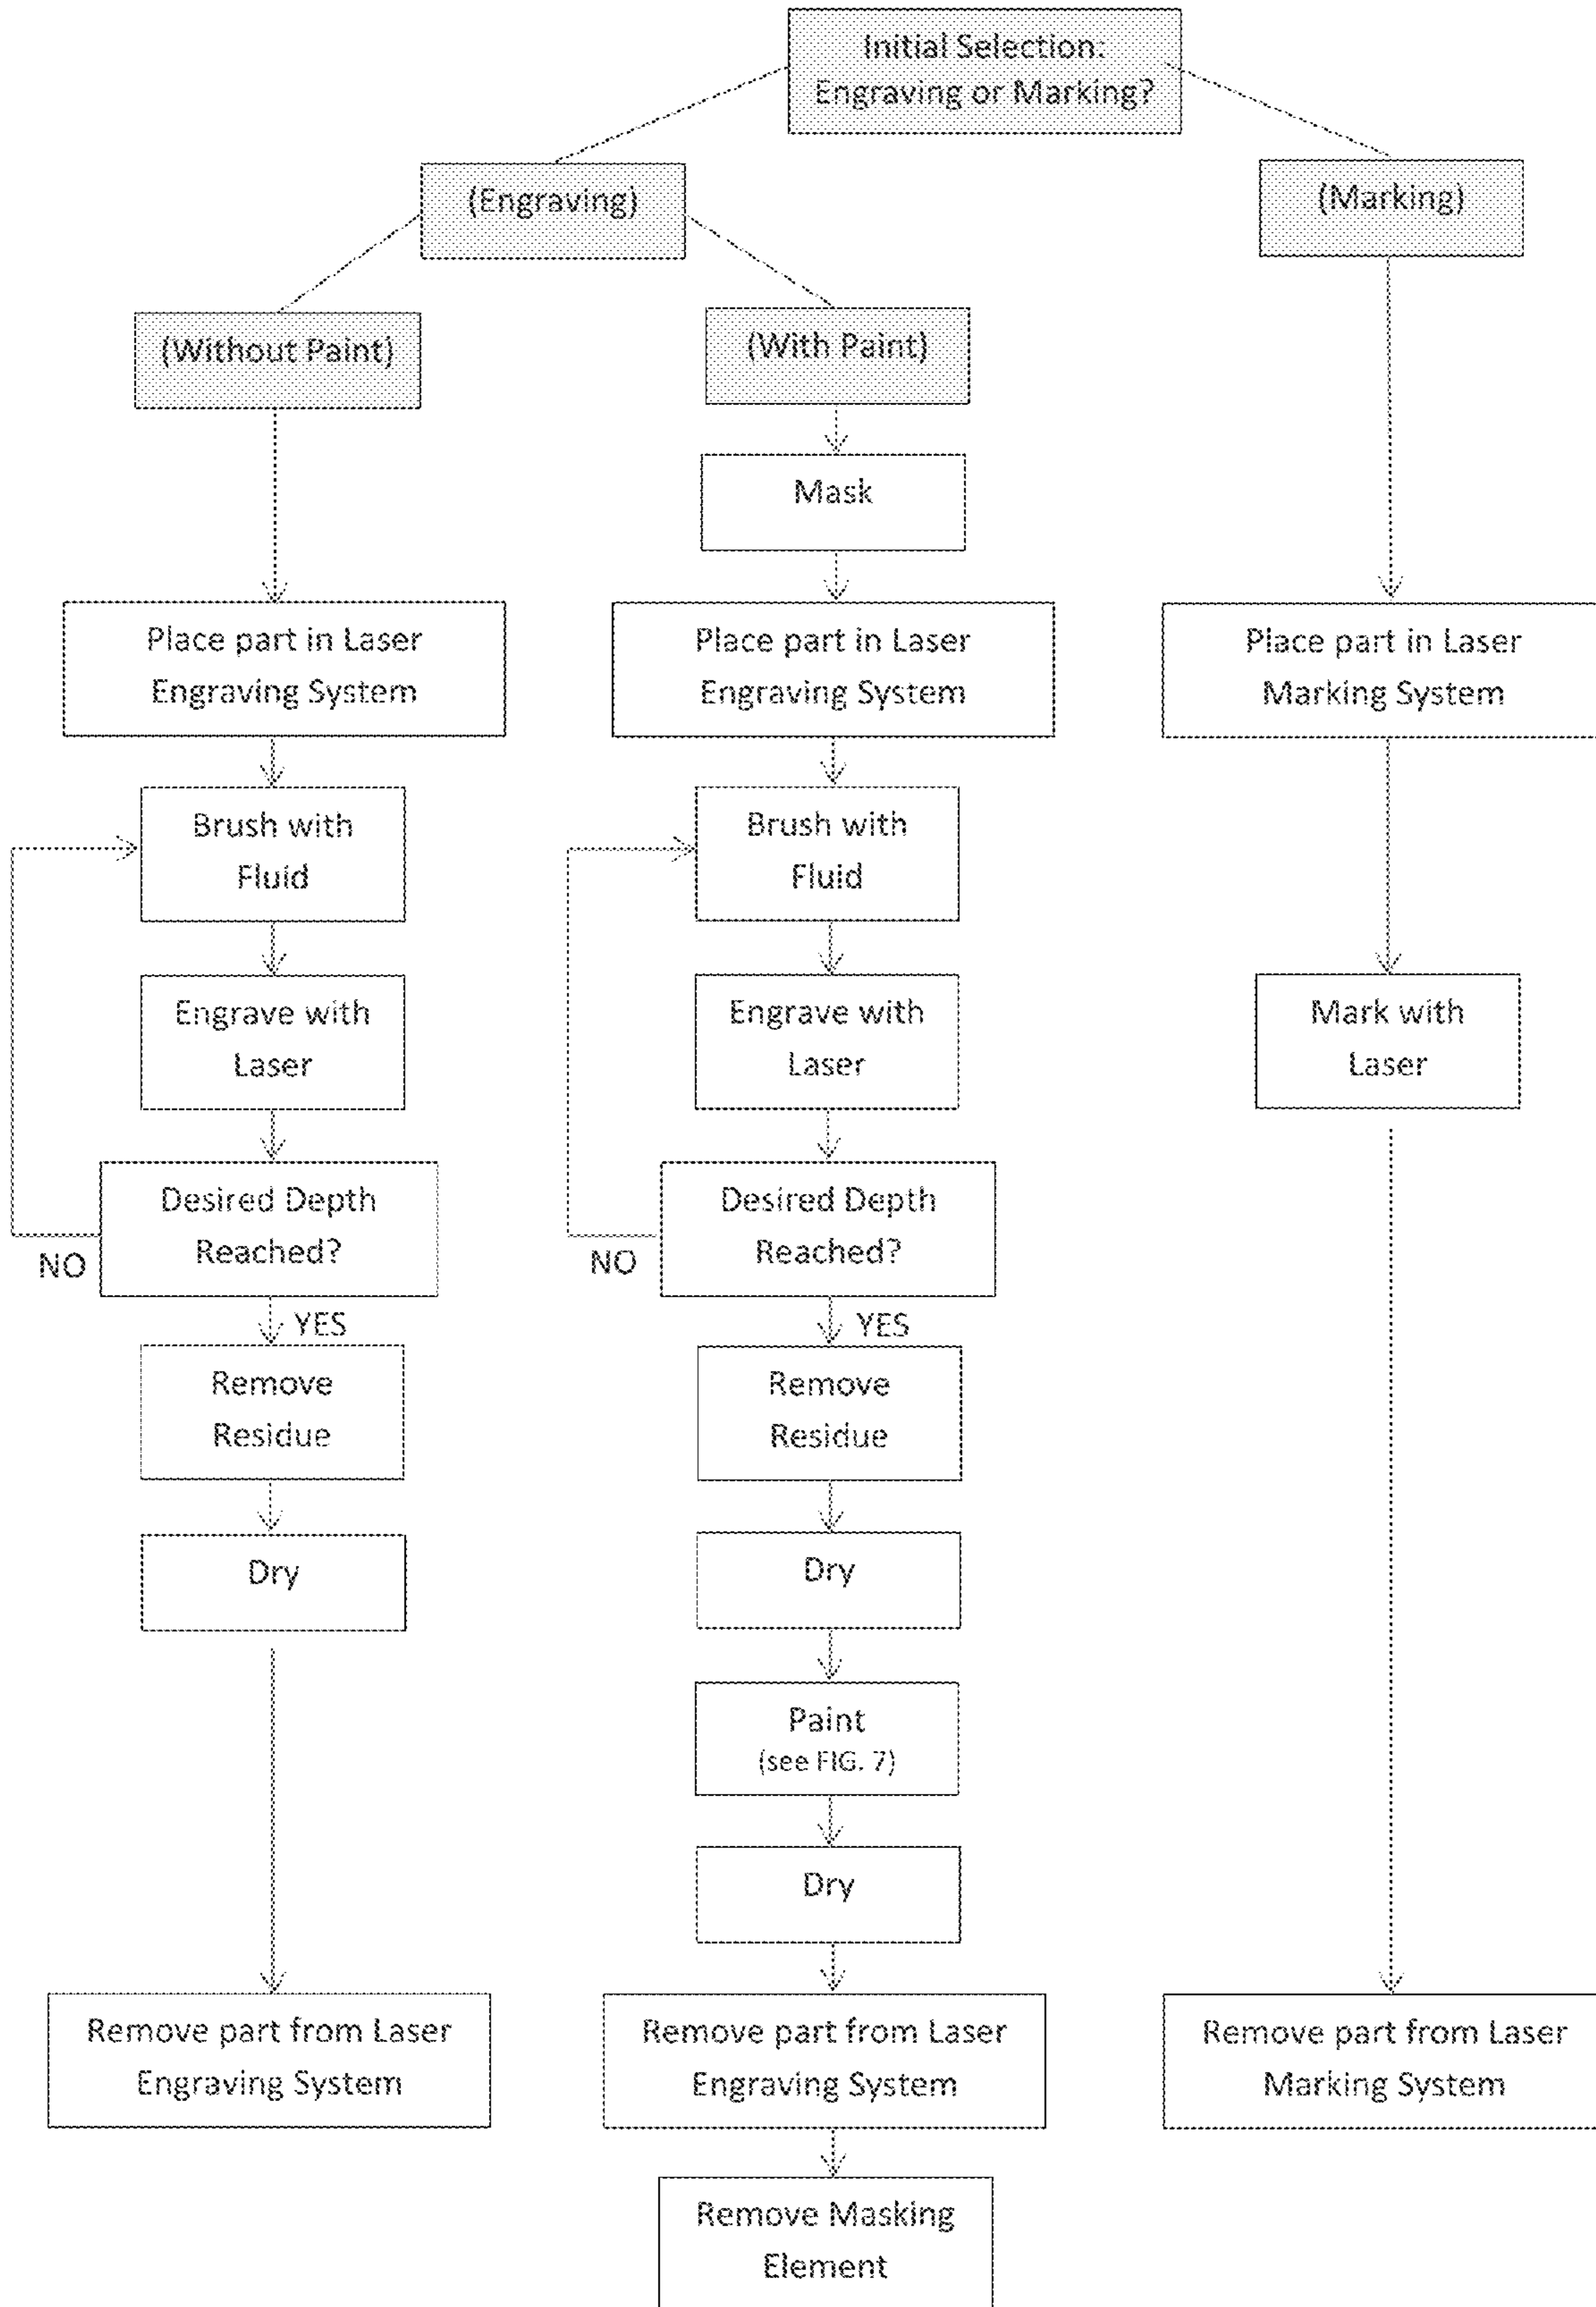 Initial Selection:
Engraving or Marking?
(Engraving)
(Marking)
(Without Paint)
(With Paint)
Mask
Place part in Laser
Engraving System
Place part in Laser
Engraving System
Place part in Laser
Marking System
Brush with
Fluid
Brush with
Fluid
Engrave with
Laser
Engrave with
Laser
Mark with
Laser
Desired Depth
Reached?
NO
Desired Depth
Reached?
NO
YES
YES
Remove
Residue
Remove
Residue
Dry
Dry
Paint
(see FIG. 7)
Dry
Remove part from Laser
Engraving System
Remove part from Laser
Engraving System
Remove part from Laser
Marking System
Remove Masking
Element